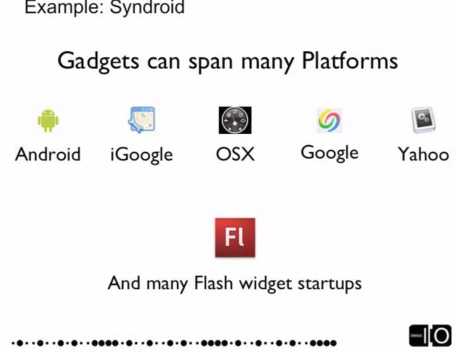 Example: Syndroid
Gadgets can span many Platforms
Android iGoogle OSX Google Yahoo
Fl
And many Flash widget startups
IO